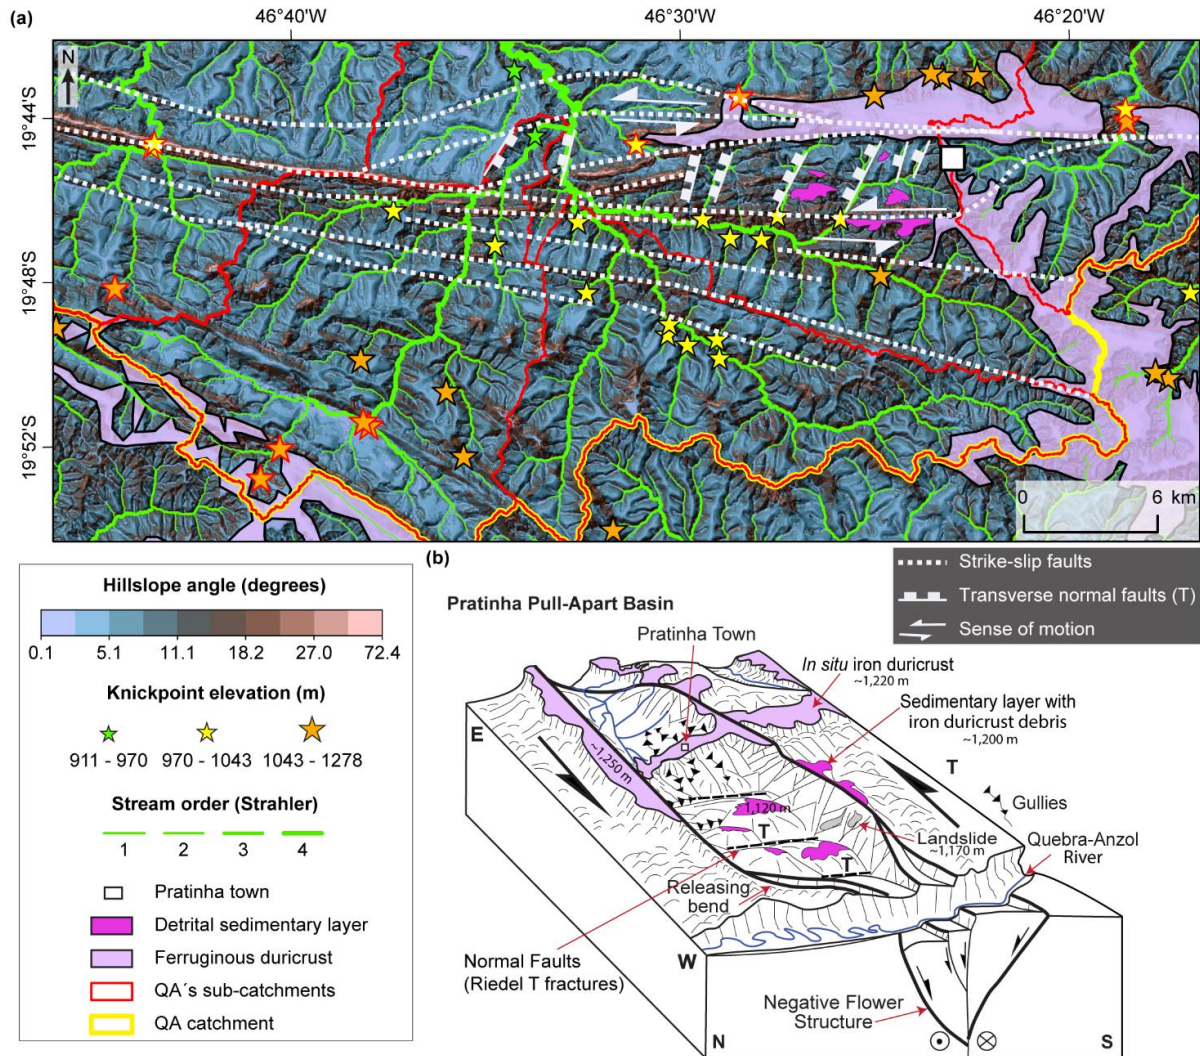 (a)
46°40'S
46°30'S
46°20'S
N
19°44'S
19°48'S
19°52'S
0 6 km
Hillslope angle (degrees)
0.1 5.1 11.1 18.2 27.0 72.4
Knickpoint elevation (m)
911 - 970 970 - 1043 1043 - 1278
Stream order (Strahler)
1 2 3 4
Pratinha town
Detrital sedimentary layer
Ferruginous duricrust
QA´s sub-catchments
QA catchment
(b)
Strike-slip faults
Transverse normal faults (T)
Sense of motion
Pratinha Pull-Apart Basin
Pratinha Town
In situ iron duricrust
~1,220 m
Sedimentary layer with
iron duricrust debris
~1,200 m
E
~1,250 m
T
Gullies
1,120m
T
Landslide
~1,170 m
Quebra-Anzol
River
T
Releasing
bend
Normal Faults
(Riedel T fractures)
W
Negative Flower
Structure
N
S